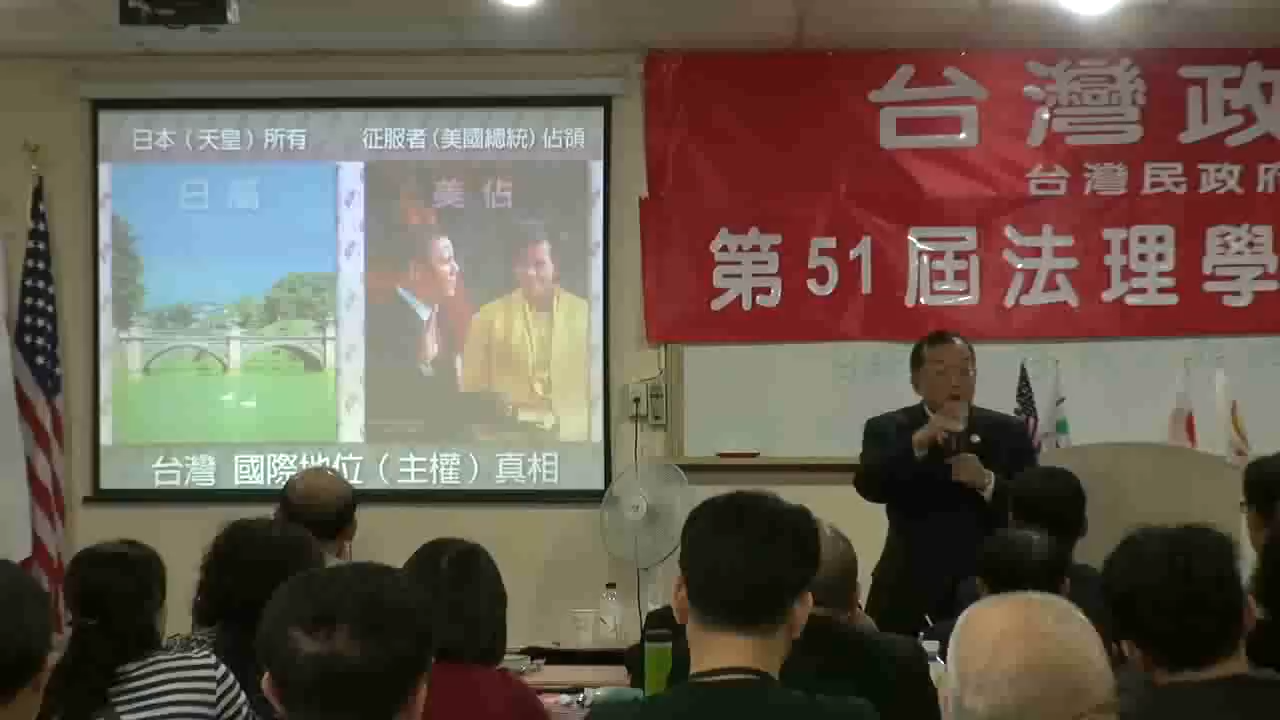 日本（天皇）所有
征服者（美國總統）佔領
日屬
美佔
台灣 國際地位（主權）真相
台灣政
台灣民政府
第51屆法理學